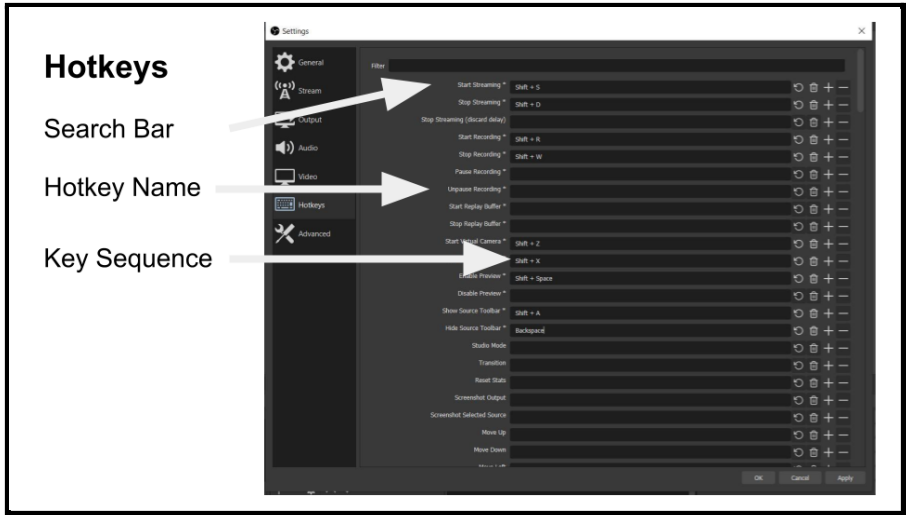 Hotkeys
Search Bar
Hotkey Name
Key Sequence
Settings
General
Stream
Output
Audio
Video
Hotkeys
Advanced
Filter
Start Streaming * Shift + S
Stop Streaming * Shift + D
Stop Streaming (discard delay)
Start Recording * Shift + R
Stop Recording * Shift + W
Pause Recording *
Unpause Recording *
Start Replay Buffer *
Stop Replay Buffer *
Start Virtual Camera * Shift + Z
Shift + X
Enable Preview * Shift + Space
Disable Preview *
Show Source Toolbar * Shift + A
Hide Source Toolbar * Backspace
Studio Mode
Transition
Reset Stats
Screenshot Output
Screenshot Selected Source
Move Up
Move Down
OK Cancel Apply